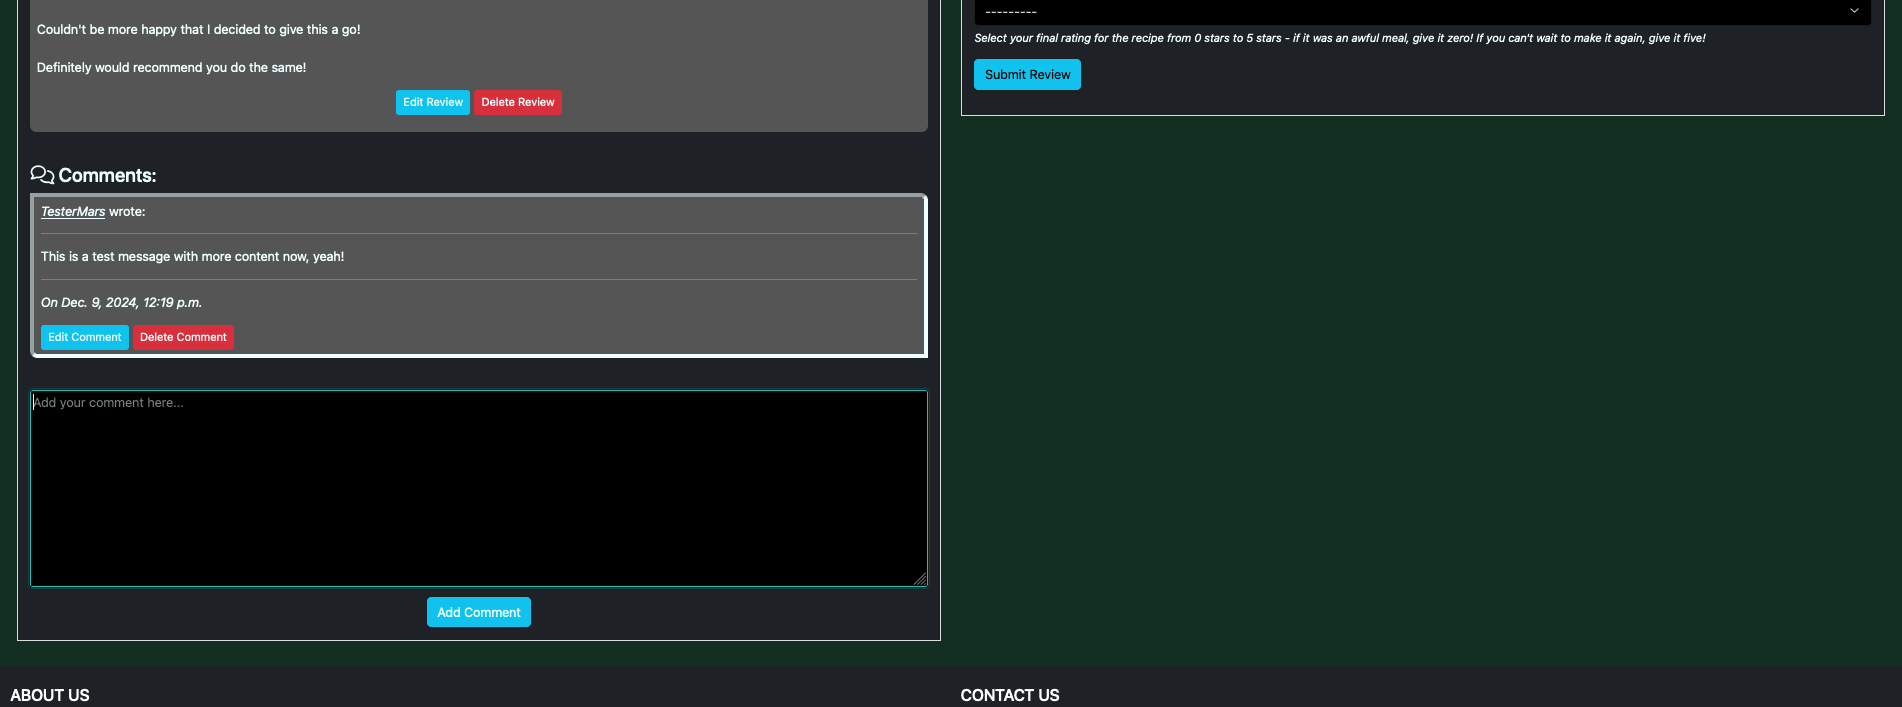 Couldn't be more happy that I decided to give this a go!
Definitely would recommend you do the same!
Edit Review Delete Review
Comments:
TesterMars wrote:
This is a test message with more content now, yeah!
On Dec. 9, 2024, 12:19 p.m.
Edit Comment Delete Comment
Add your comment here...
Add Comment
---------
Select your final rating for the recipe from 0 stars to 5 stars - if it was an awful meal, give it zero! If you can't wait to make it again, give it five!
Submit Review
ABOUT US
CONTACT US